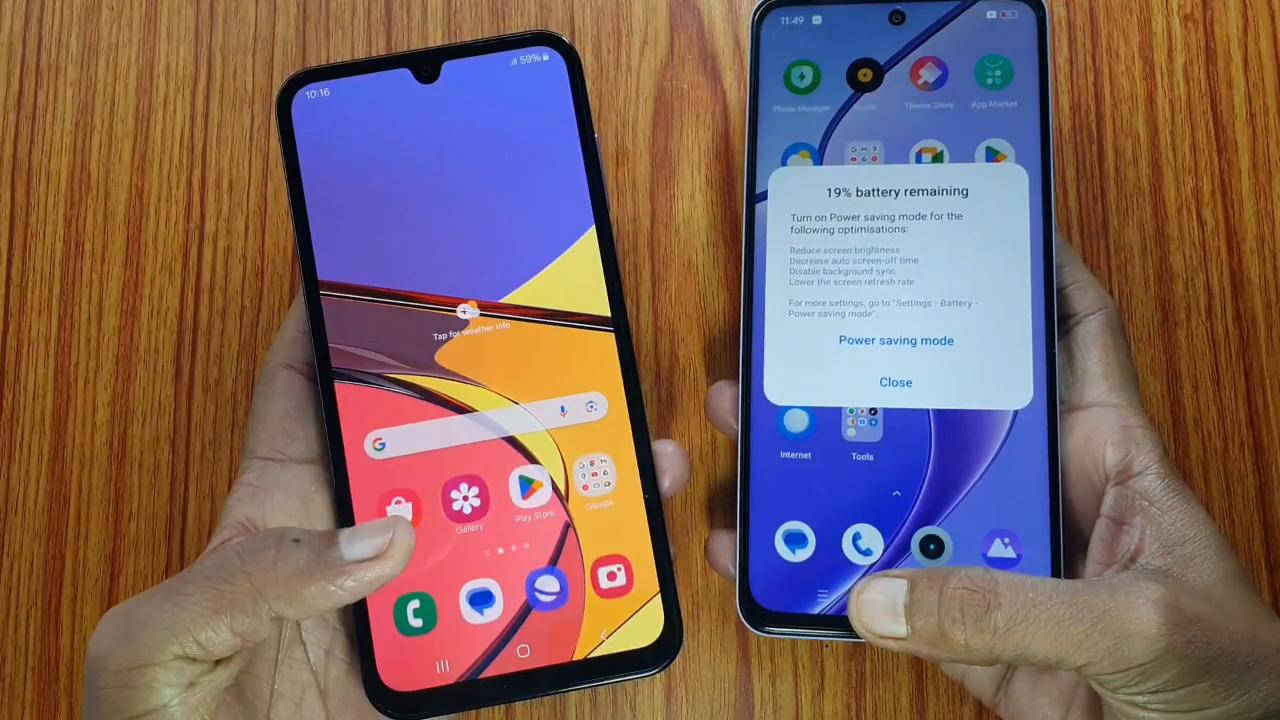 10:16
59%
Tap for weather info
Gallery
Play Store
Google
11:49
Phone Manager
Music
Theme Store
App Market
19% battery remaining
Turn on Power saving mode for the
following optimisations:
Reduce screen brightness
Decrease auto screen-off time
Disable background sync
Lower the screen refresh rate
For more settings, go to "Settings - Battery -
Power saving mode".
Power saving mode
Close
Internet
Tools